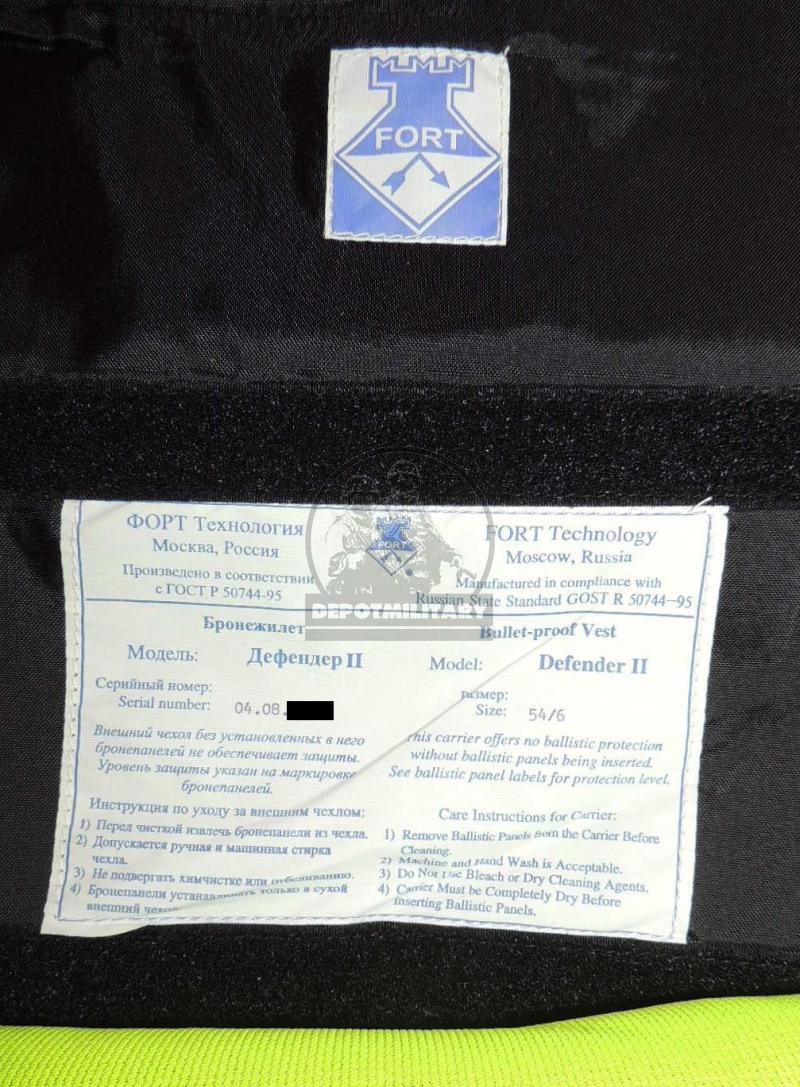 FORT
ФОРТ Технология
Москва, Россия
Произведено в соответствии
с ГОСТ Р 50744-95
FORT
FORT Technology
Moscow, Russia
Manufactured in compliance with
Russian State Standard GOST R 50744-95
DEPOTMILITARY
Бронежилет
Модель: Дефендер II
Bullet-proof Vest
Model: Defender II
Серийный номер:
Serial number: 04.08.
размер:
Size: 54/6
Внешний чехол без установленных в него
бронепанелей не обеспечивает защиты.
Уровень защиты указан на маркировке
бронепанелей.
This carrier offers no ballistic protection
without ballistic panels being inserted.
See ballistic panel labels for protection level.
Инструкция по уходу за внешним чехлом:
1) Перед чисткой извлечь бронепанели из чехла.
2) Допускается ручная и машинная стирка
чехла.
3) Не подвергать химчистке или отбеливанию.
4) Бронепанели устанавливать только в сухой
внешний чехол.
Care Instructions for Carrier:
1) Remove Ballistic Panels from the Carrier Before
Cleaning.
2) Machine and Hand Wash is Acceptable.
3) Do Not Use Bleach or Dry Cleaning Agents.
4) Carrier Must be Completely Dry Before
Inserting Ballistic Panels.